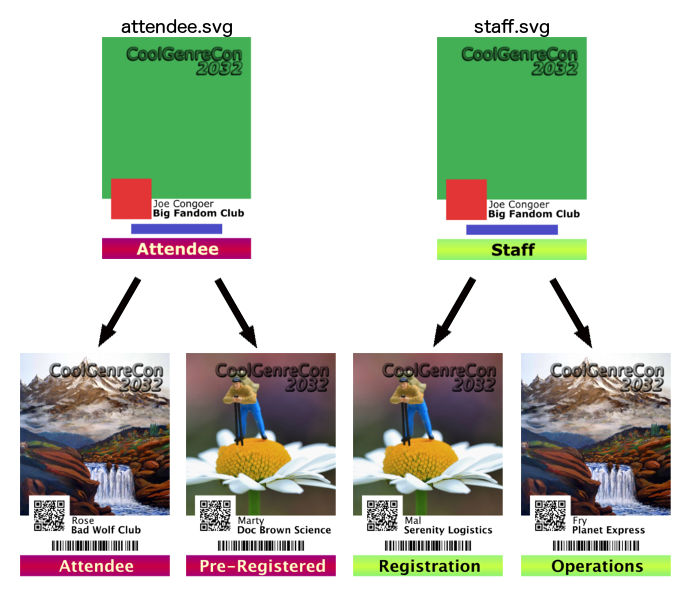 attendee.svg
CoolGenreCon
2032
Joe Congoer
Big Fandom Club
Attendee
staff.svg
CoolGenreCon
2032
Joe Congoer
Big Fandom Club
Staff
CoolGenreCon
2032
Rose
Bad Wolf Club
Attendee
CoolGenreCon
2032
Marty
Doc Brown Science
Pre-Registered
CoolGenreCon
2032
Mal
Serenity Logistics
Registration
CoolGenreCon
2032
Fry
Planet Express
Operations